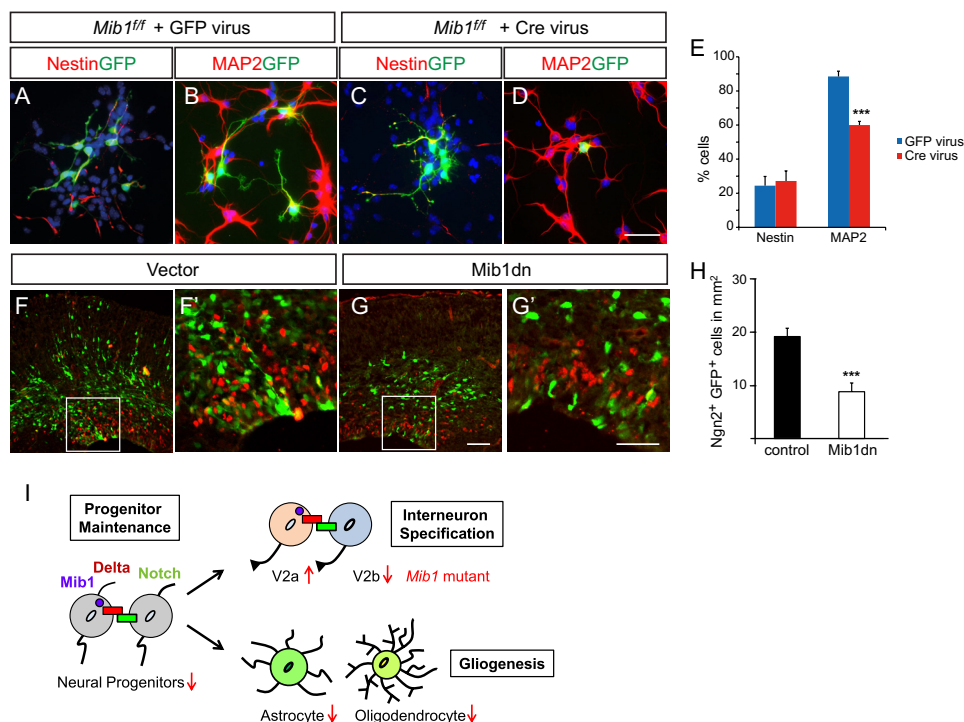 Mib1f/f + GFP virus
Mib1f/f + Cre virus
NestinGFP
MAP2GFP
NestinGFP
MAP2GFP
A
B
C
D
E
% cells
100
80
60
40
20
0
***
Nestin
MAP2
GFP virus
Cre virus
Vector
Mib1dn
F
F'
G
G'
H
Ngn2+ GFP+ cells in mm2
30
20
10
***
control
Mib1dn
I
Progenitor
Maintenance
Mib1
Delta
Notch
Neural Progenitors↓
Interneuron
Specification
V2a ↑
V2b ↓
Mib1 mutant
Gliogenesis
Astrocyte↓
Oligodendrocyte↓